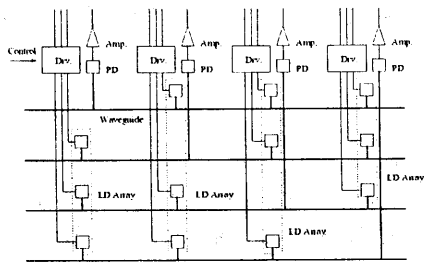 Amp.
Amp.
Amp.
Amp.
Control
Drv.
Drv.
Drv.
Drv.
PD
PD
PD
PD
Waveguide
LD Array
LD Array
LD Array
LD Array